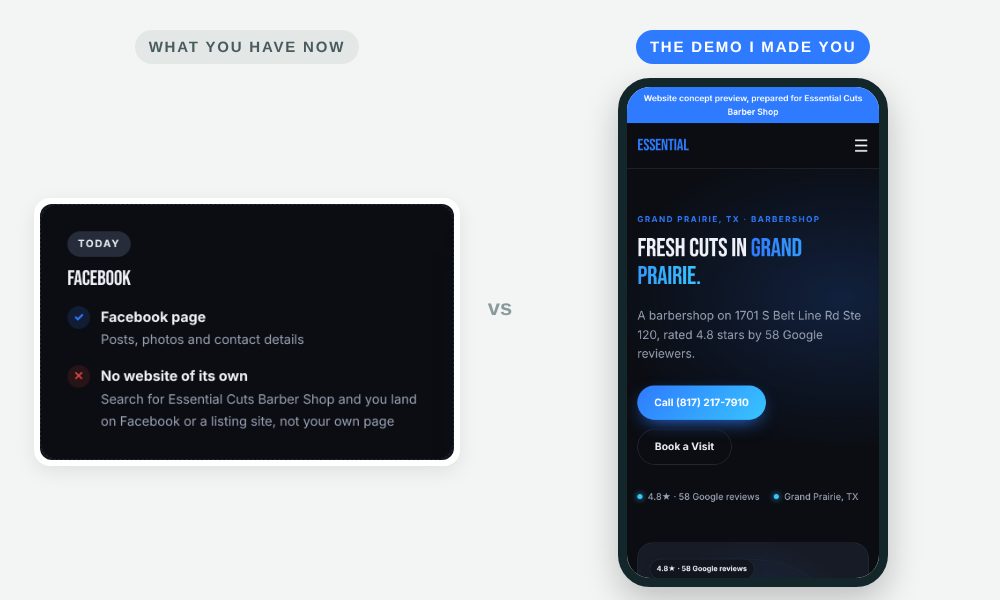 WHAT YOU HAVE NOW
TODAY
FACEBOOK
Facebook page
Posts, photos and contact details
No website of its own
Search for Essential Cuts Barber Shop and you land
on Facebook or a listing site, not your own page
vs
THE DEMO I MADE YOU
Website concept preview, prepared for Essential Cuts
Barber Shop
ESSENTIAL
GRAND PRAIRIE, TX · BARBERSHOP
FRESH CUTS IN GRAND
PRAIRIE.
A barbershop on 1701 S Belt Line Rd Ste
120, rated 4.8 stars by 58 Google
reviewers.
Call (817) 217-7910
Book a Visit
4.8★ · 58 Google reviews
Grand Prairie, TX
4.8★ · 58 Google reviews